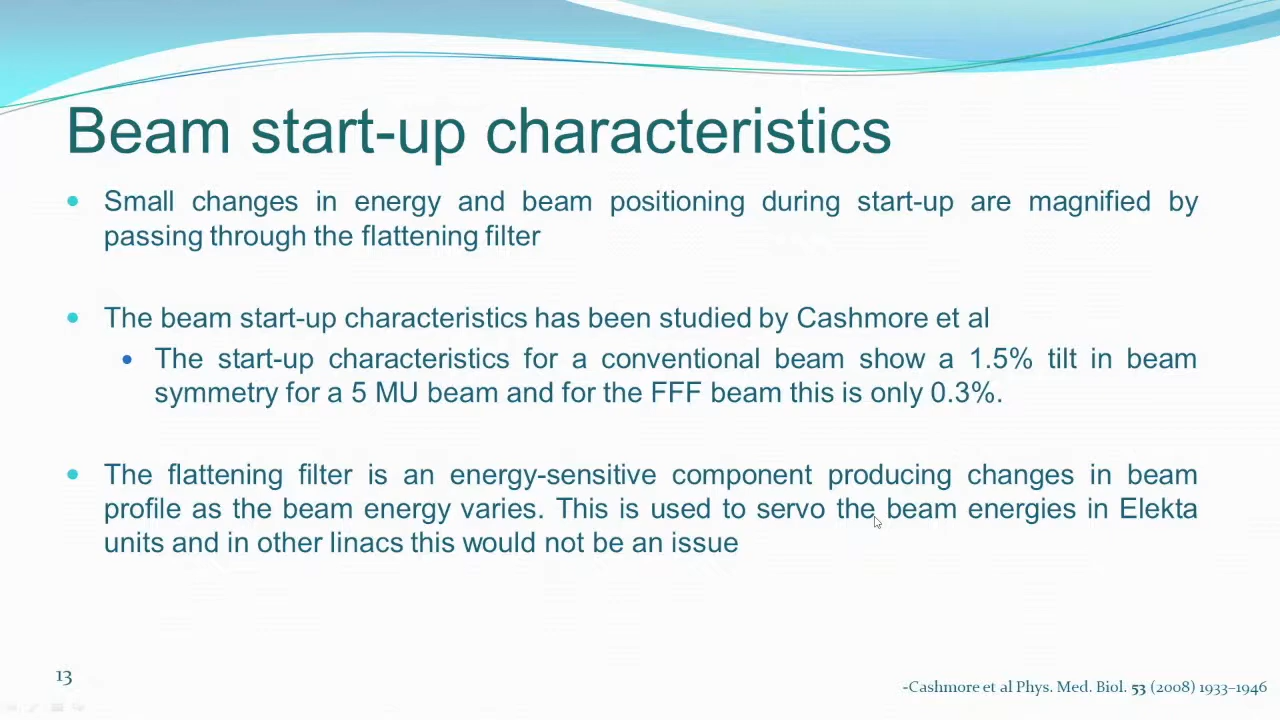 Beam start-up characteristics
Small changes in energy and beam positioning during start-up are magnified by
passing through the flattening filter
The beam start-up characteristics has been studied by Cashmore et al
The start-up characteristics for a conventional beam show a 1.5% tilt in beam
symmetry for a 5 MU beam and for the FFF beam this is only 0.3%.
The flattening filter is an energy-sensitive component producing changes in beam
profile as the beam energy varies. This is used to servo the beam energies in Elekta
units and in other linacs this would not be an issue
13
-Cashmore et al Phys. Med. Biol. 53 (2008) 1933–1946